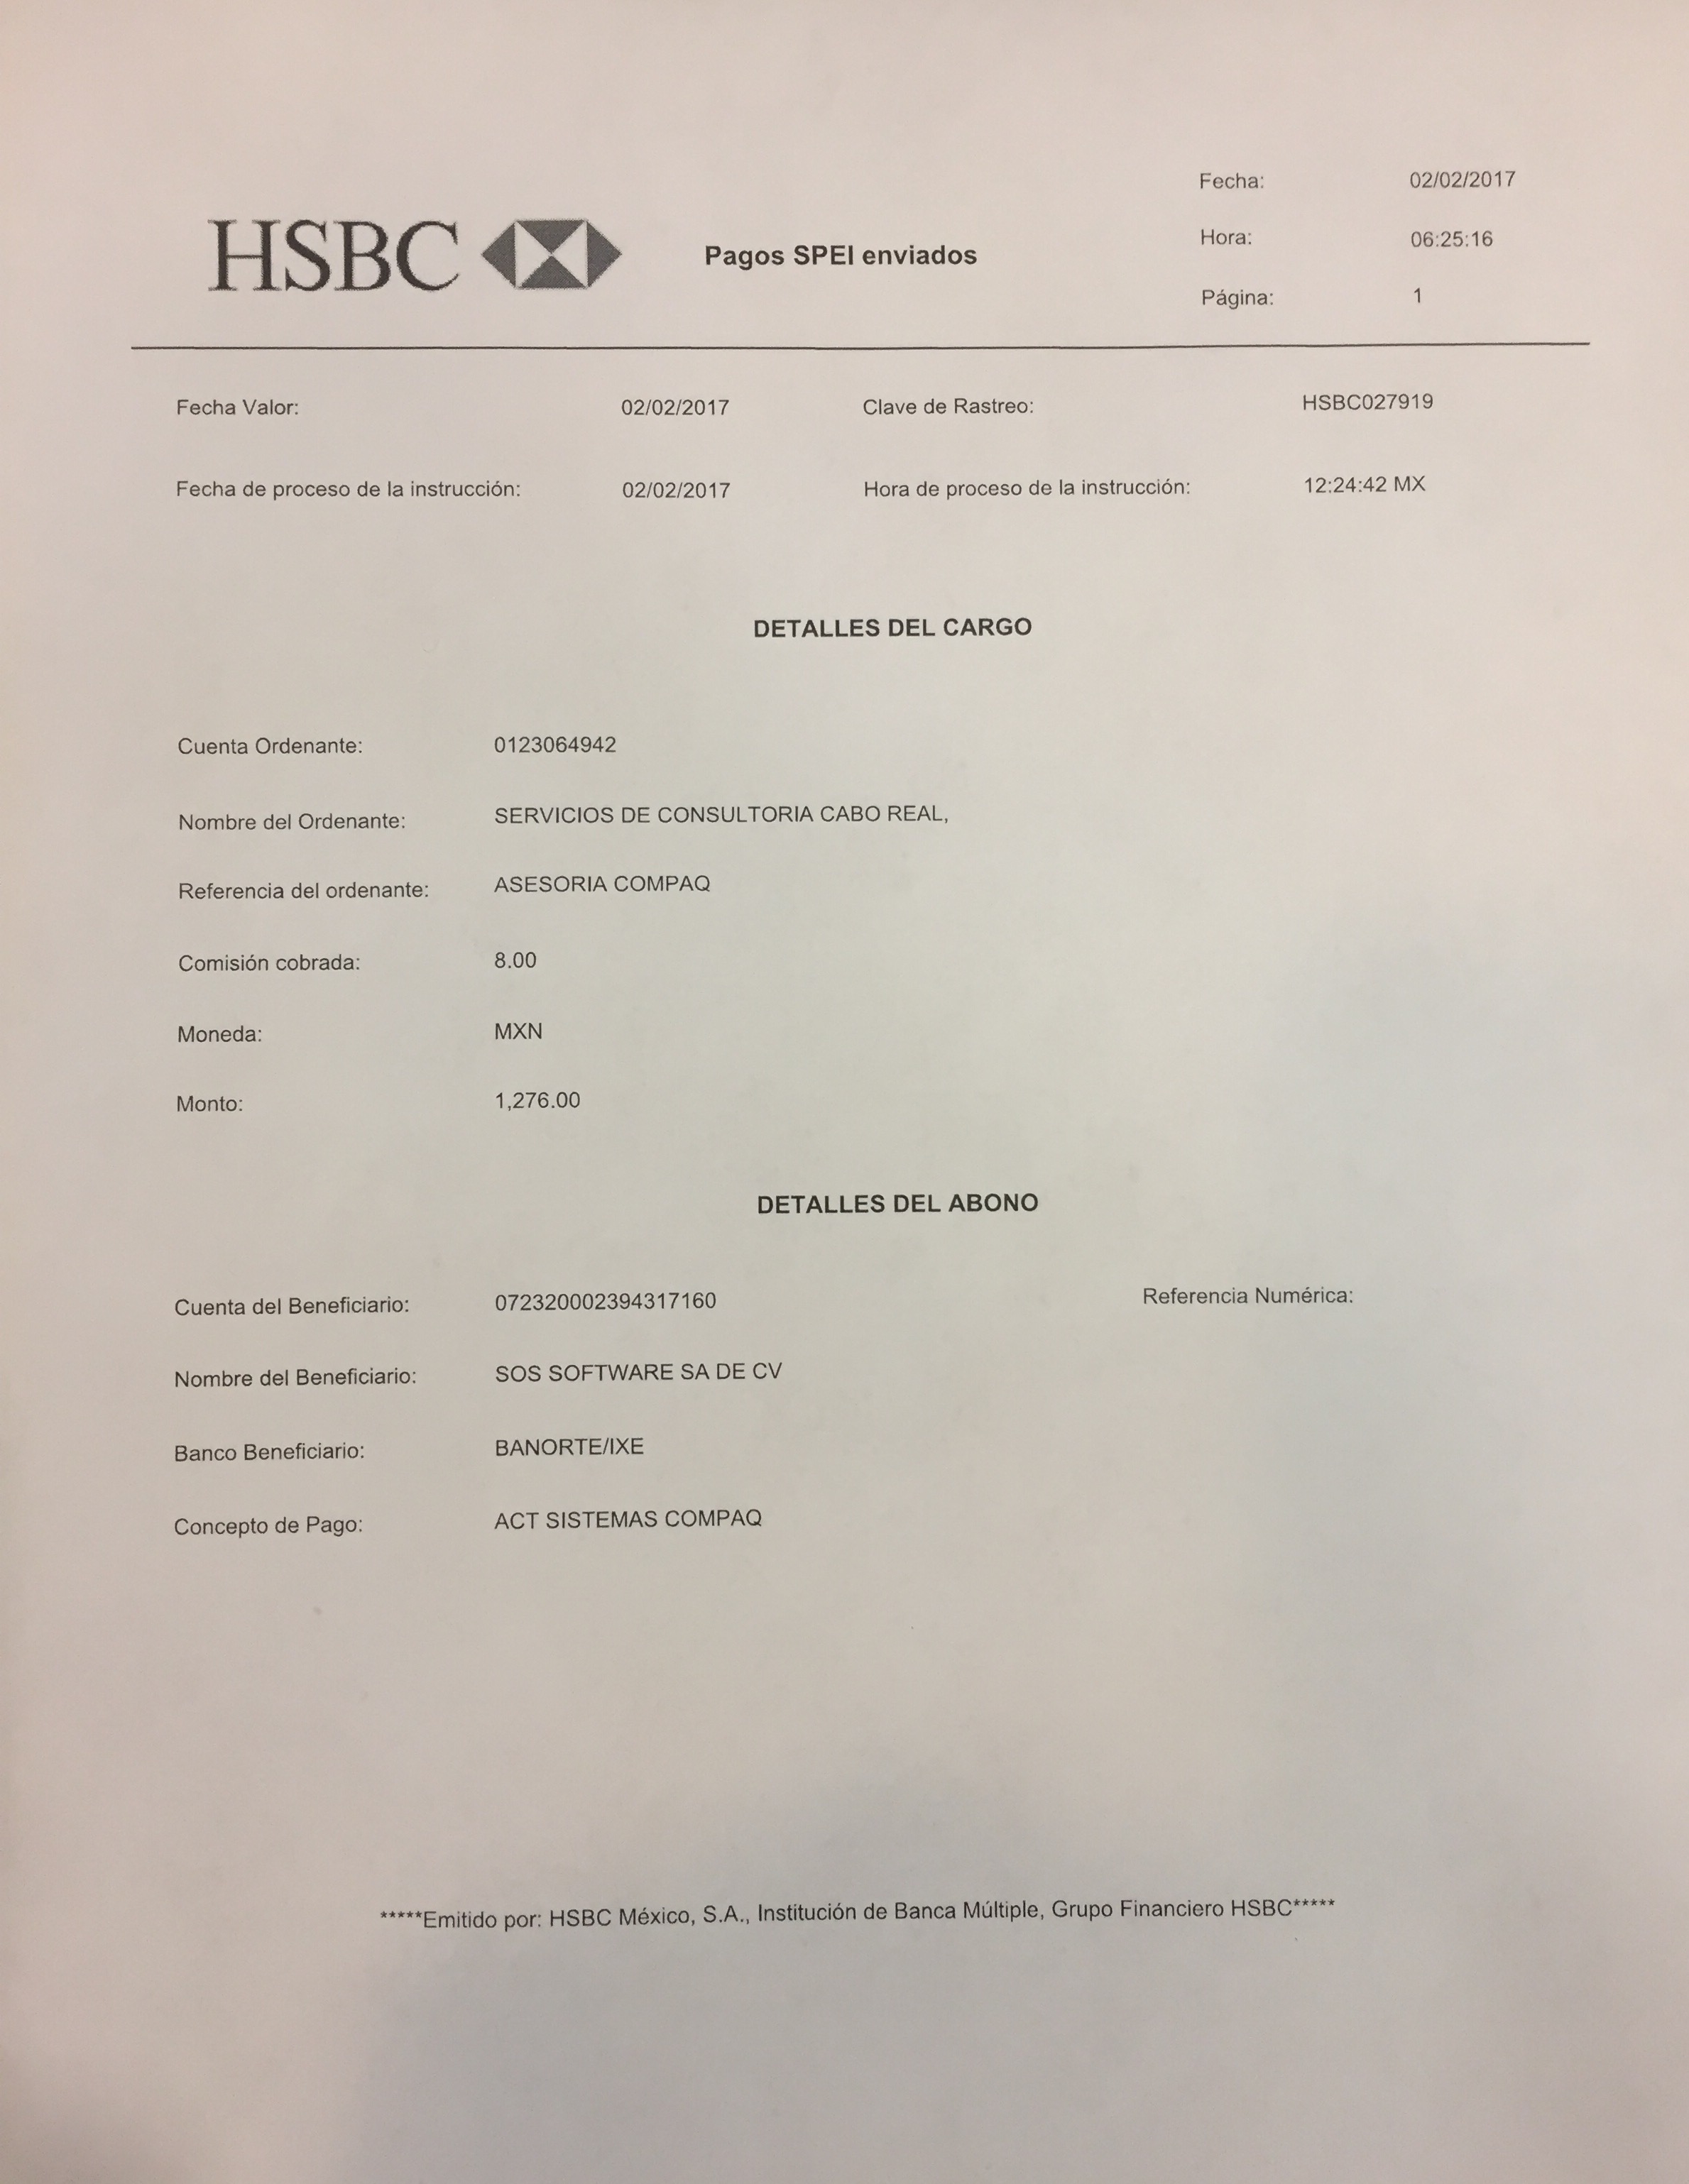 Fecha: 02/02/2017
HSBC Pagos SPEI enviados
Hora: 06:25:16
Página: 1
Fecha Valor: 02/02/2017 Clave de Rastreo: HSBC027919
Fecha de proceso de la instrucción: 02/02/2017 Hora de proceso de la instrucción: 12:24:42 MX
DETALLES DEL CARGO
Cuenta Ordenante: 0123064942
Nombre del Ordenante: SERVICIOS DE CONSULTORIA CABO REAL,
Referencia del ordenante: ASESORIA COMPAQ
Comisión cobrada: 8.00
Moneda: MXN
Monto: 1,276.00
DETALLES DEL ABONO
Cuenta del Beneficiario: 072320002394317160 Referencia Numérica:
Nombre del Beneficiario: SOS SOFTWARE SA DE CV
Banco Beneficiario: BANORTE/IXE
Concepto de Pago: ACT SISTEMAS COMPAQ
*****Emitido por: HSBC México, S.A., Institución de Banca Múltiple, Grupo Financiero HSBC*****